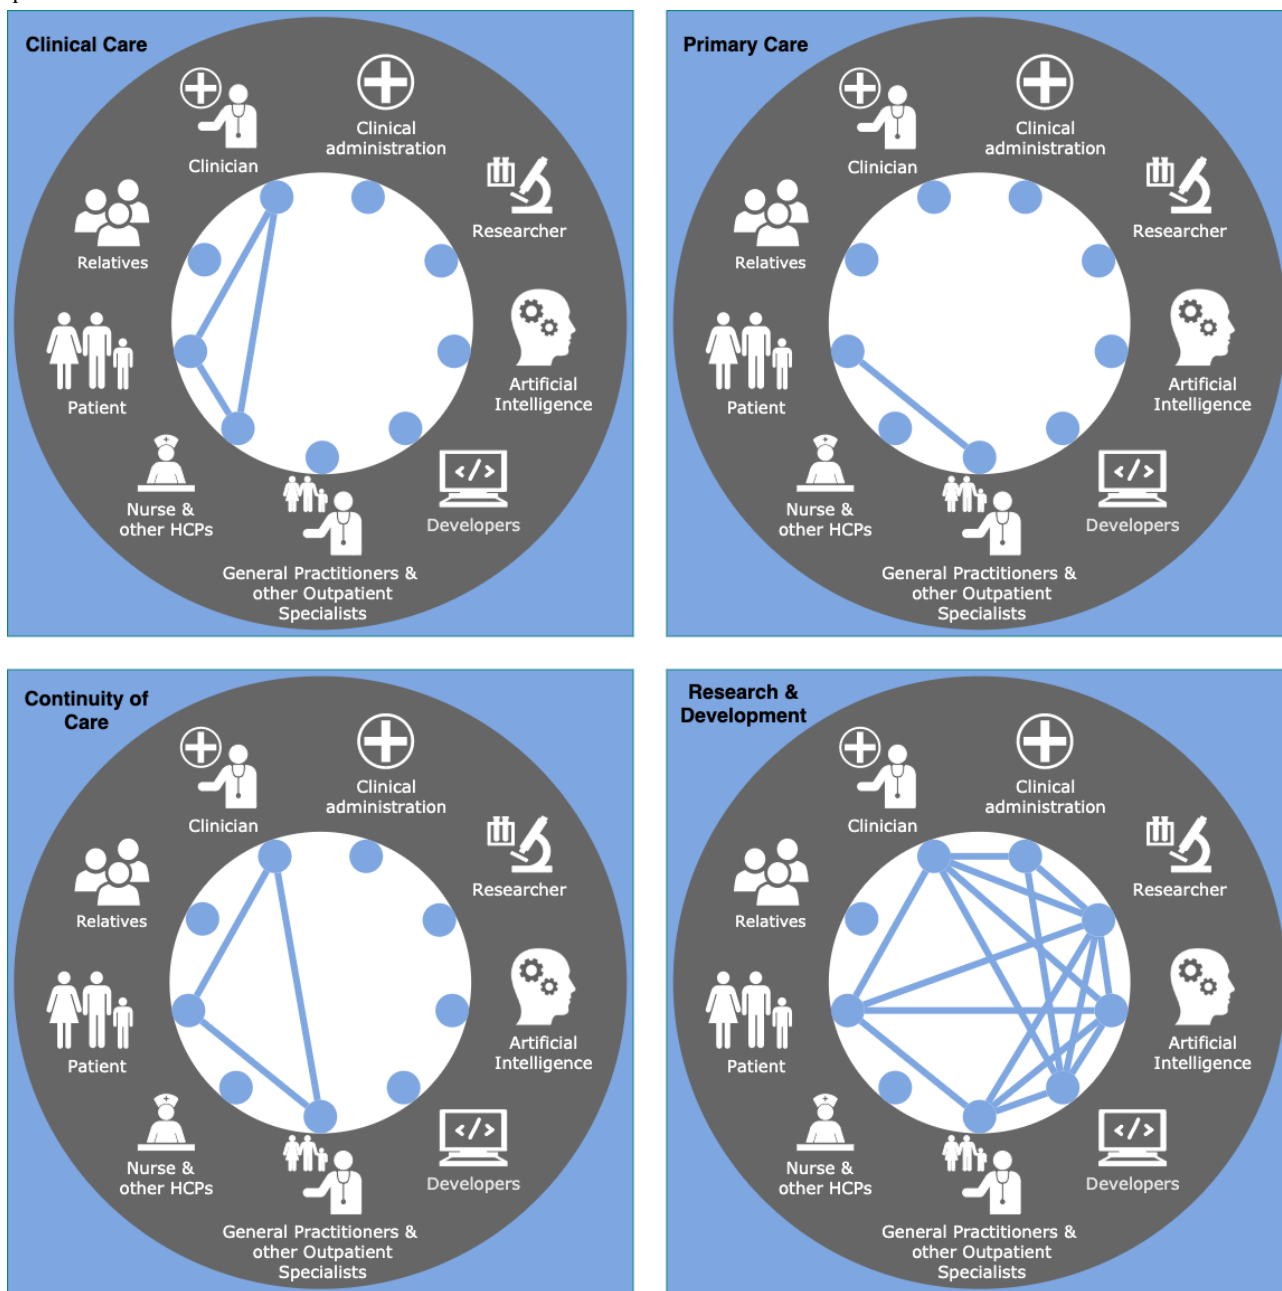 Clinical Care
Clinician
Clinical
administration
Researcher
Relatives
Artificial
Intelligence
Patient
Nurse &
other HCPs
</>
Developers
General Practitioners &
other Outpatient
Specialists
Primary Care
Clinician
Clinical
administration
Researcher
Relatives
Artificial
Intelligence
Patient
Nurse &
other HCPs
</>
Developers
General Practitioners &
other Outpatient
Specialists
Continuity of
Care
Clinician
Clinical
administration
Researcher
Relatives
Artificial
Intelligence
Patient
Nurse &
other HCPs
</>
Developers
General Practitioners &
other Outpatient
Specialists
Research &
Development
Clinician
Clinical
administration
Researcher
Relatives
Artificial
Intelligence
Patient
Nurse &
other HCPs
</>
Developers
General Practitioners &
other Outpatient
Specialists